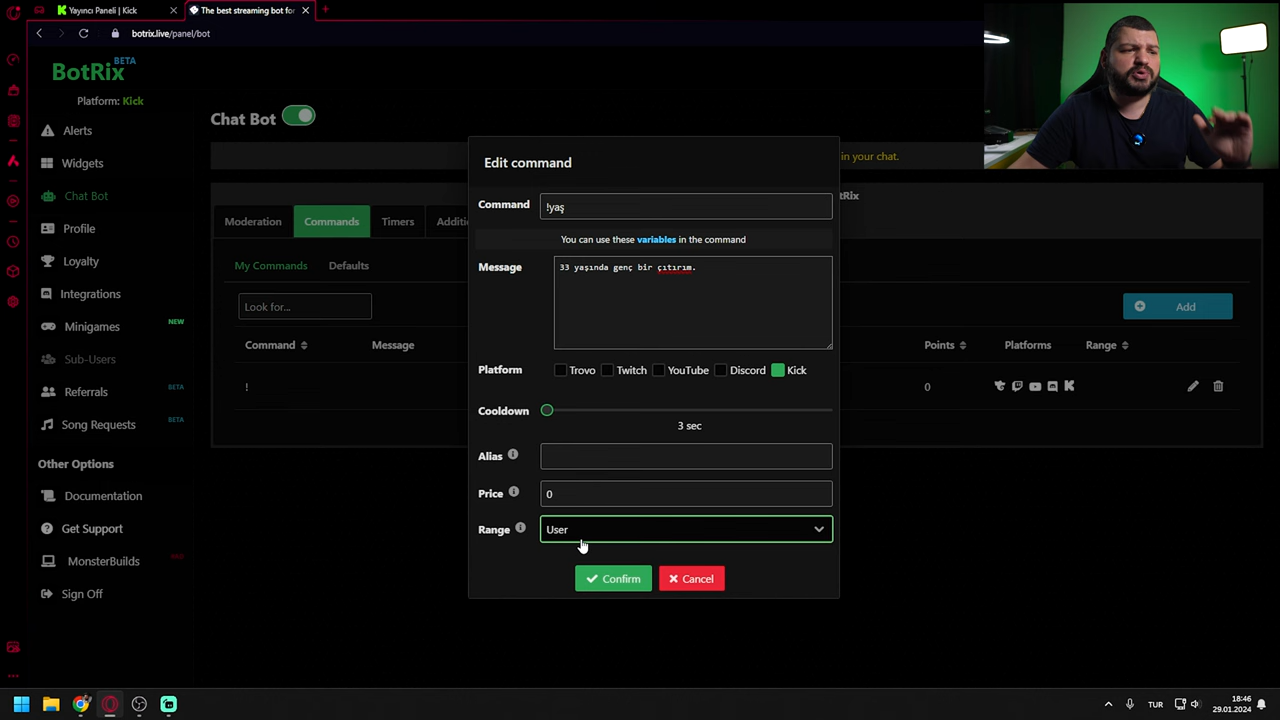 Yayıncı Paneli | Kick
The best streaming bot for
botrix.live/panel/bot
BotRix BETA
Platform: Kick
Alerts
Widgets
Chat Bot
Profile
Loyalty
Integrations
Minigames NEW
Sub-Users
Referrals BETA
Song Requests BETA
Other Options
Documentation
Get Support
MonsterBuilds
Sign Off
Chat Bot
in your chat.
tRix
Moderation Commands Timers Additi
My Commands Defaults
Look for...
Add
Command Message Points Platforms Range
! 0
Edit command
Command !yaş
You can use these variables in the command
Message 33 yaşında genç bir çıtırım.
Platform Trovo Twitch YouTube Discord Kick
Cooldown
3 sec
Alias
Price 0
Range User
Confirm Cancel
TUR
18:46
29.01.2024